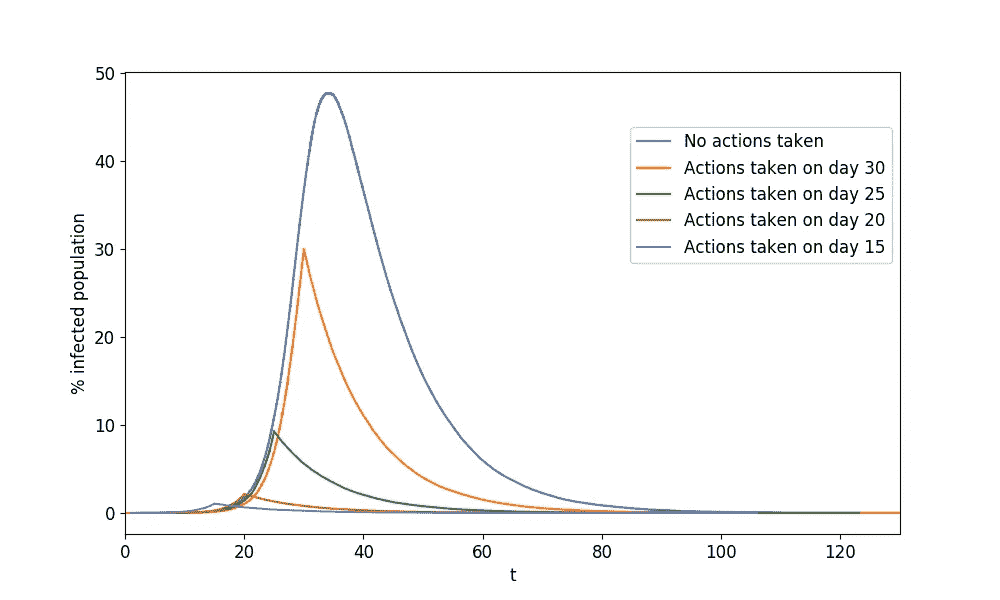 50
40
30
20
10
0
% infected population
0 20 40 60 80 100 120
t
No actions taken
Actions taken on day 30
Actions taken on day 25
Actions taken on day 20
Actions taken on day 15